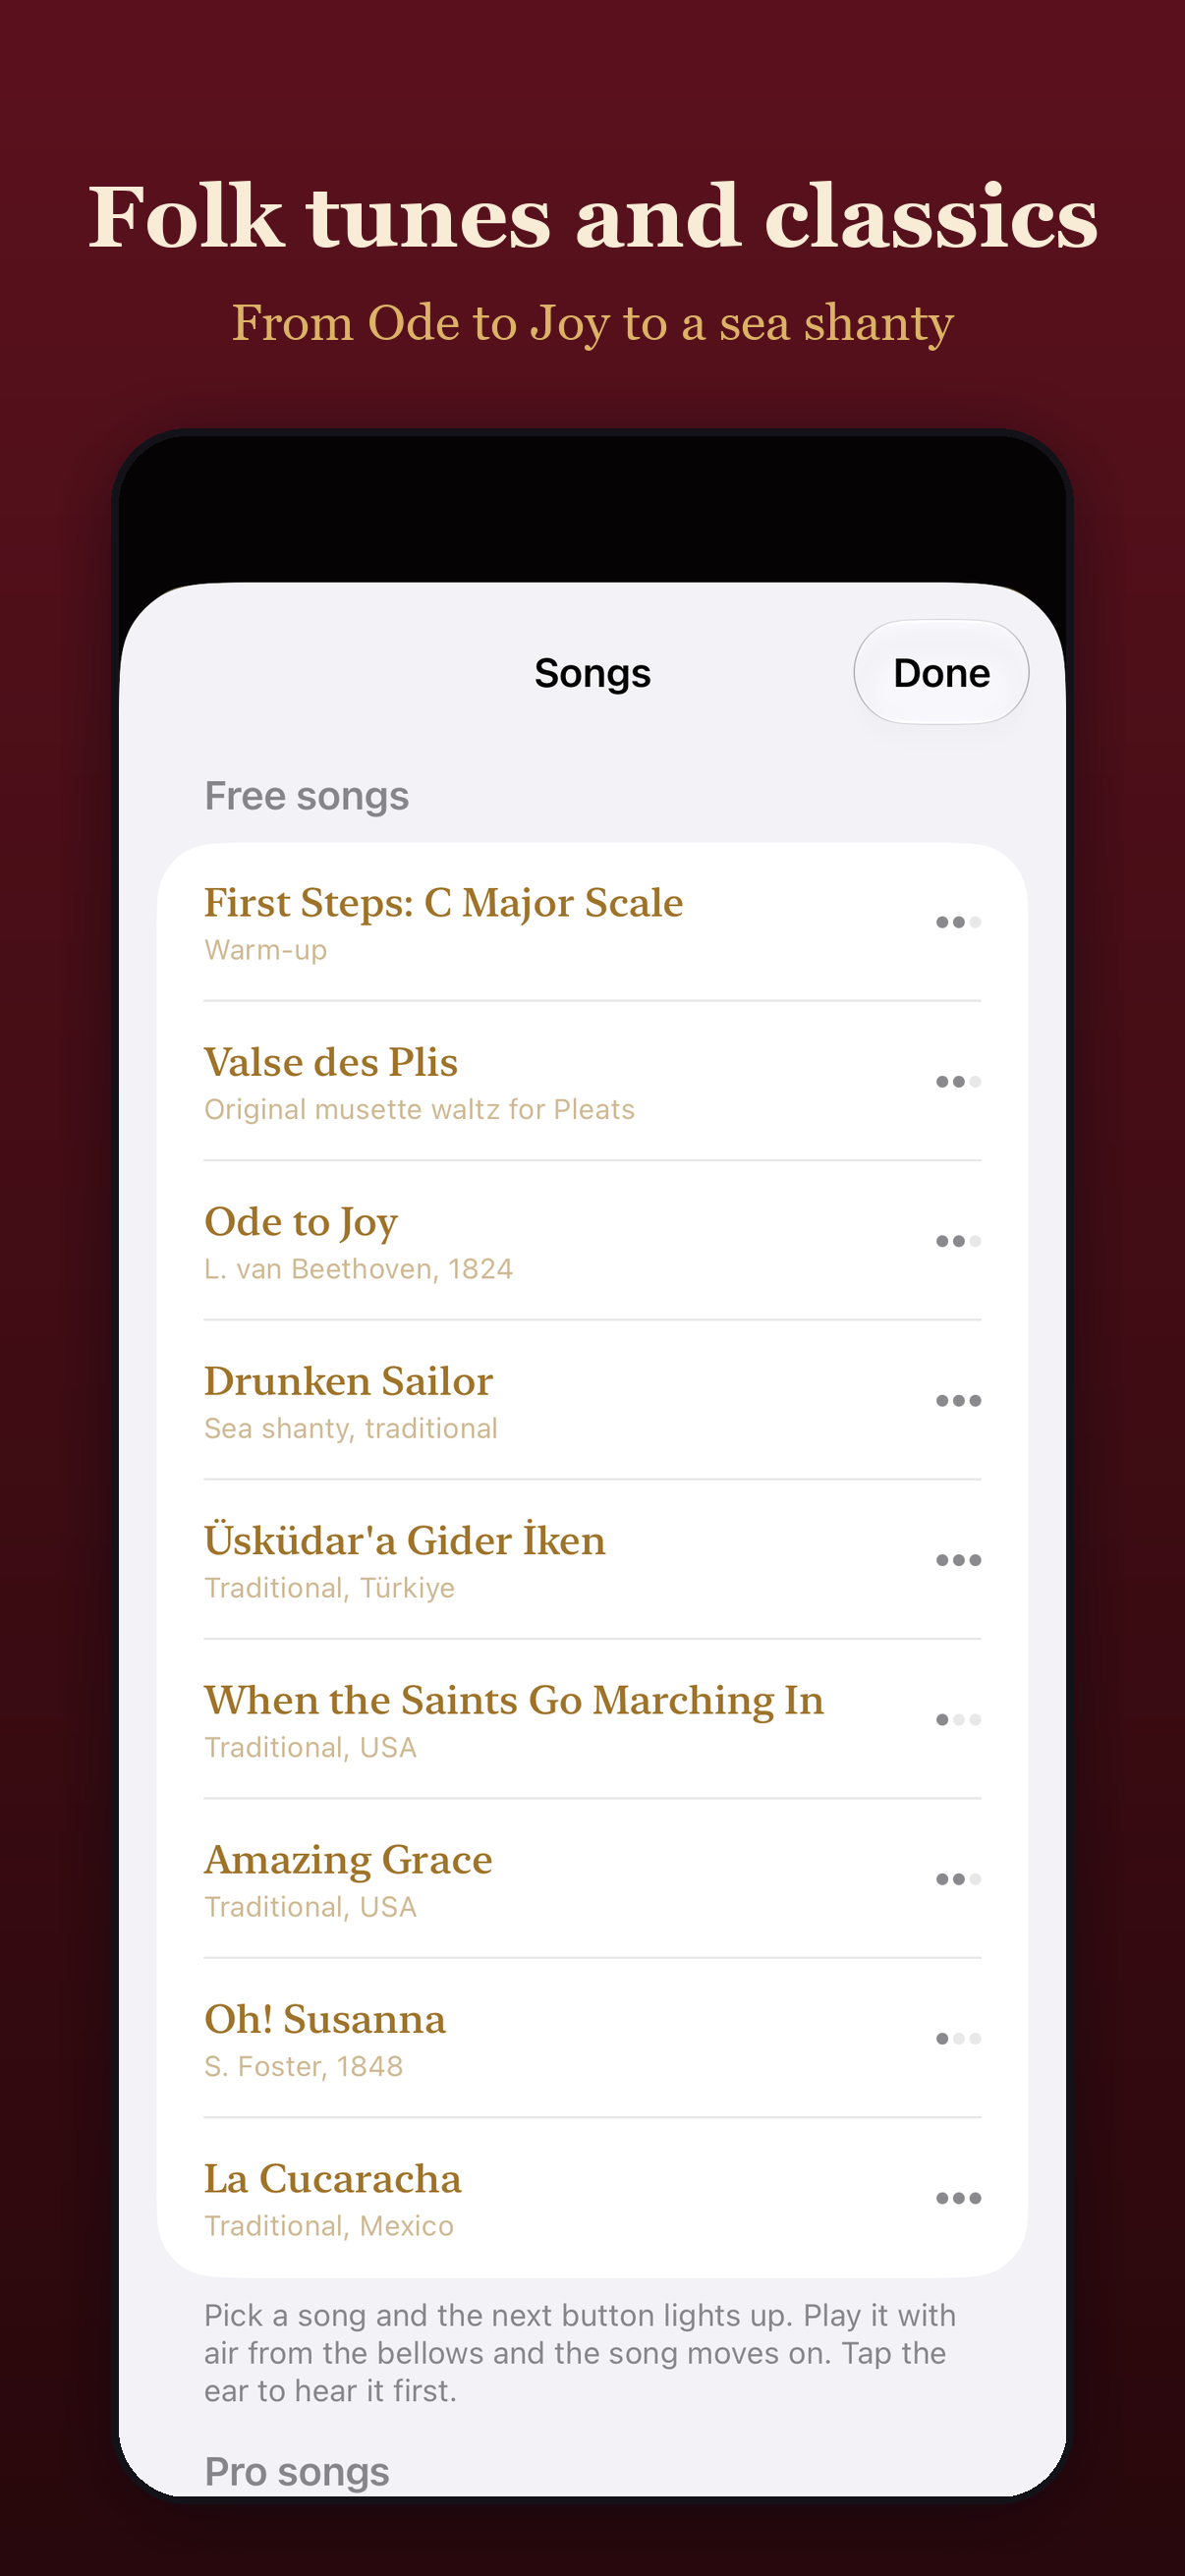 Folk tunes and classics
From Ode to Joy to a sea shanty
Songs
Done
Free songs
First Steps: C Major Scale
Warm-up
Valse des Plis
Original musette waltz for Pleats
Ode to Joy
L. van Beethoven, 1824
Drunken Sailor
Sea shanty, traditional
Üsküdar'a Gider İken
Traditional, Türkiye
When the Saints Go Marching In
Traditional, USA
Amazing Grace
Traditional, USA
Oh! Susanna
S. Foster, 1848
La Cucaracha
Traditional, Mexico
Pick a song and the next button lights up. Play it with
air from the bellows and the song moves on. Tap the
ear to hear it first.
Pro songs